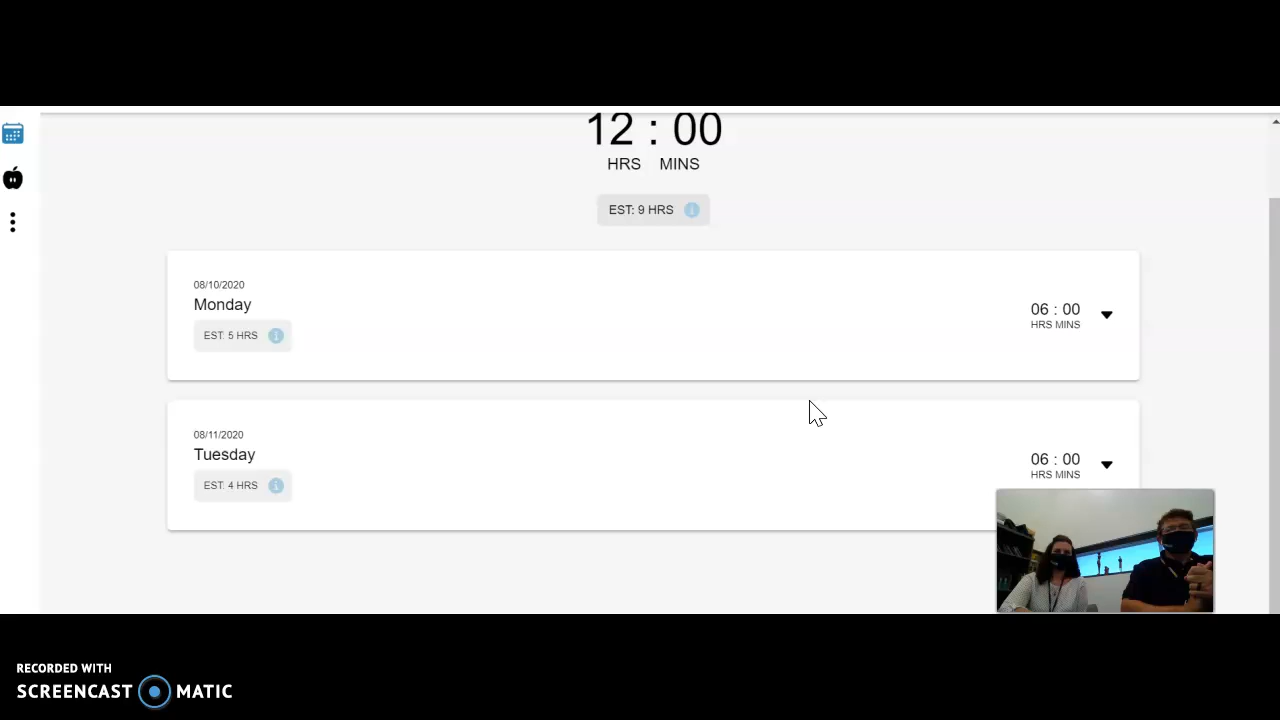 12 : 00
HRS MINS
EST: 9 HRS
08/10/2020
Monday
EST: 5 HRS
06 : 00
HRS MINS
08/11/2020
Tuesday
EST: 4 HRS
06 : 00
HRS MINS
RECORDED WITH
SCREENCAST MATIC